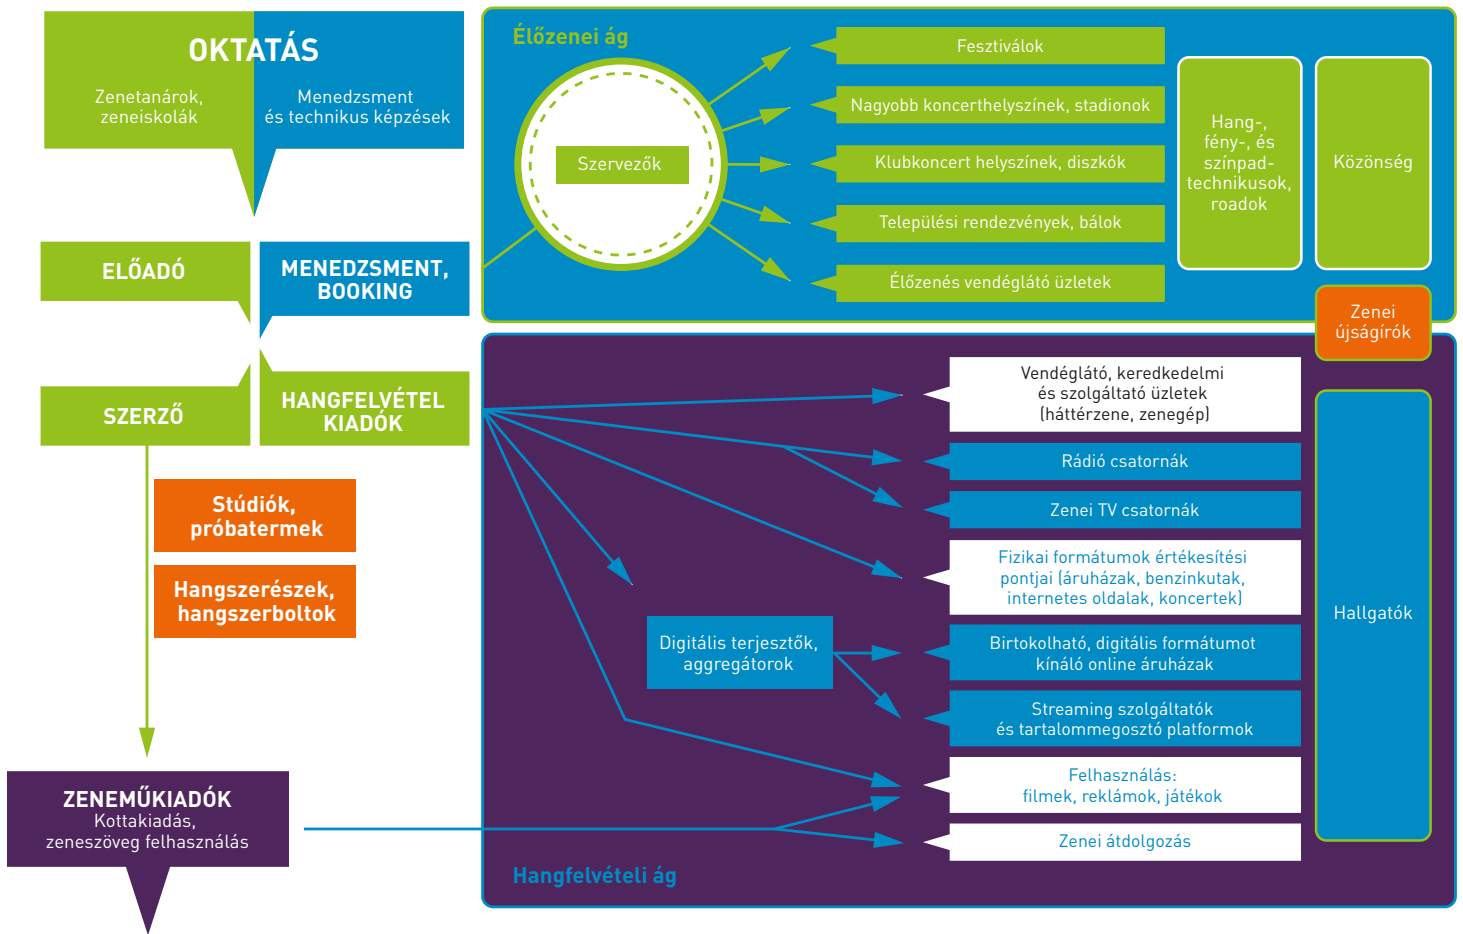 OKTATÁS
Zenetanárok,
zeneiskolák
Menedzsment
és technikus képzések
ELŐADÓ
MENEDZSMENT,
BOOKING
SZERZŐ
HANGFELVÉTEL
KIADÓK
Stúdiók,
próbatermek
Hangszerészek,
hangszerboltok
ZENEMŰKIADÓK
Kottakiadás,
zeneszöveg felhasználás
Élőzenei ág
Szervezők
Fesztiválok
Nagyobb koncerthelyszínek, stadionok
Klubkoncert helyszínek, diszkók
Települési rendezvények, bálok
Élőzenés vendéglátó üzletek
Hang-,
fény-, és
színpad-
technikusok,
roadok
Közönség
Zenei
újságírók
Vendéglátó, keredkedelmi
és szolgáltató üzletek
(háttérzene, zenegép)
Rádió csatornák
Zenei TV csatornák
Fizikai formátumok értékesítési
pontjai (áruházak, benzinkutak,
internetes oldalak, koncertek)
Digitális terjesztők,
aggregátorok
Birtokolható, digitális formátumot
kínáló online áruházak
Streaming szolgáltatók
és tartalommegosztó platformok
Felhasználás:
filmek, reklámok, játékok
Zenei átdolgozás
Hallgatók
Hangfelvételi ág